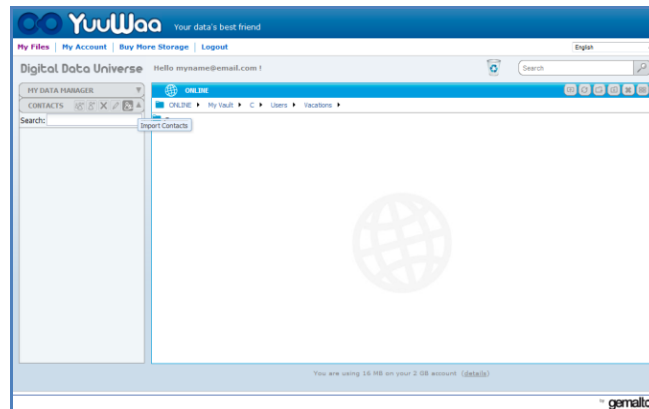 YuuWaa Your data's best friend
My Files | My Account | Buy More Storage | Logout English
Digital Data Universe Hello myname@email.com ! Search
MY DATA MANAGER ONLINE
CONTACTS ONLINE My Vault C Users Vacations
Search: Import Contacts
You are using 16 MB on your 2 GB account (details)
gemalto